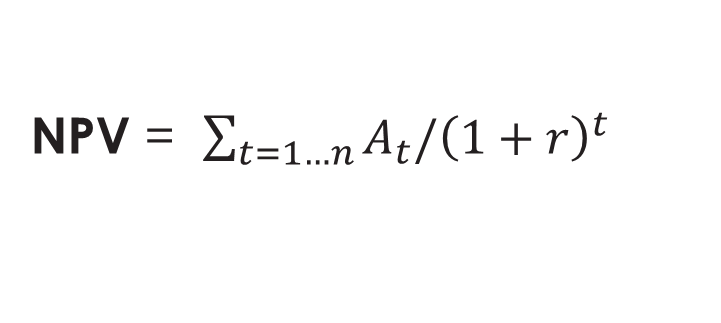 NPV = ∑ₜ₌₁…ₙ Aₜ/(1 + r)ᵗ